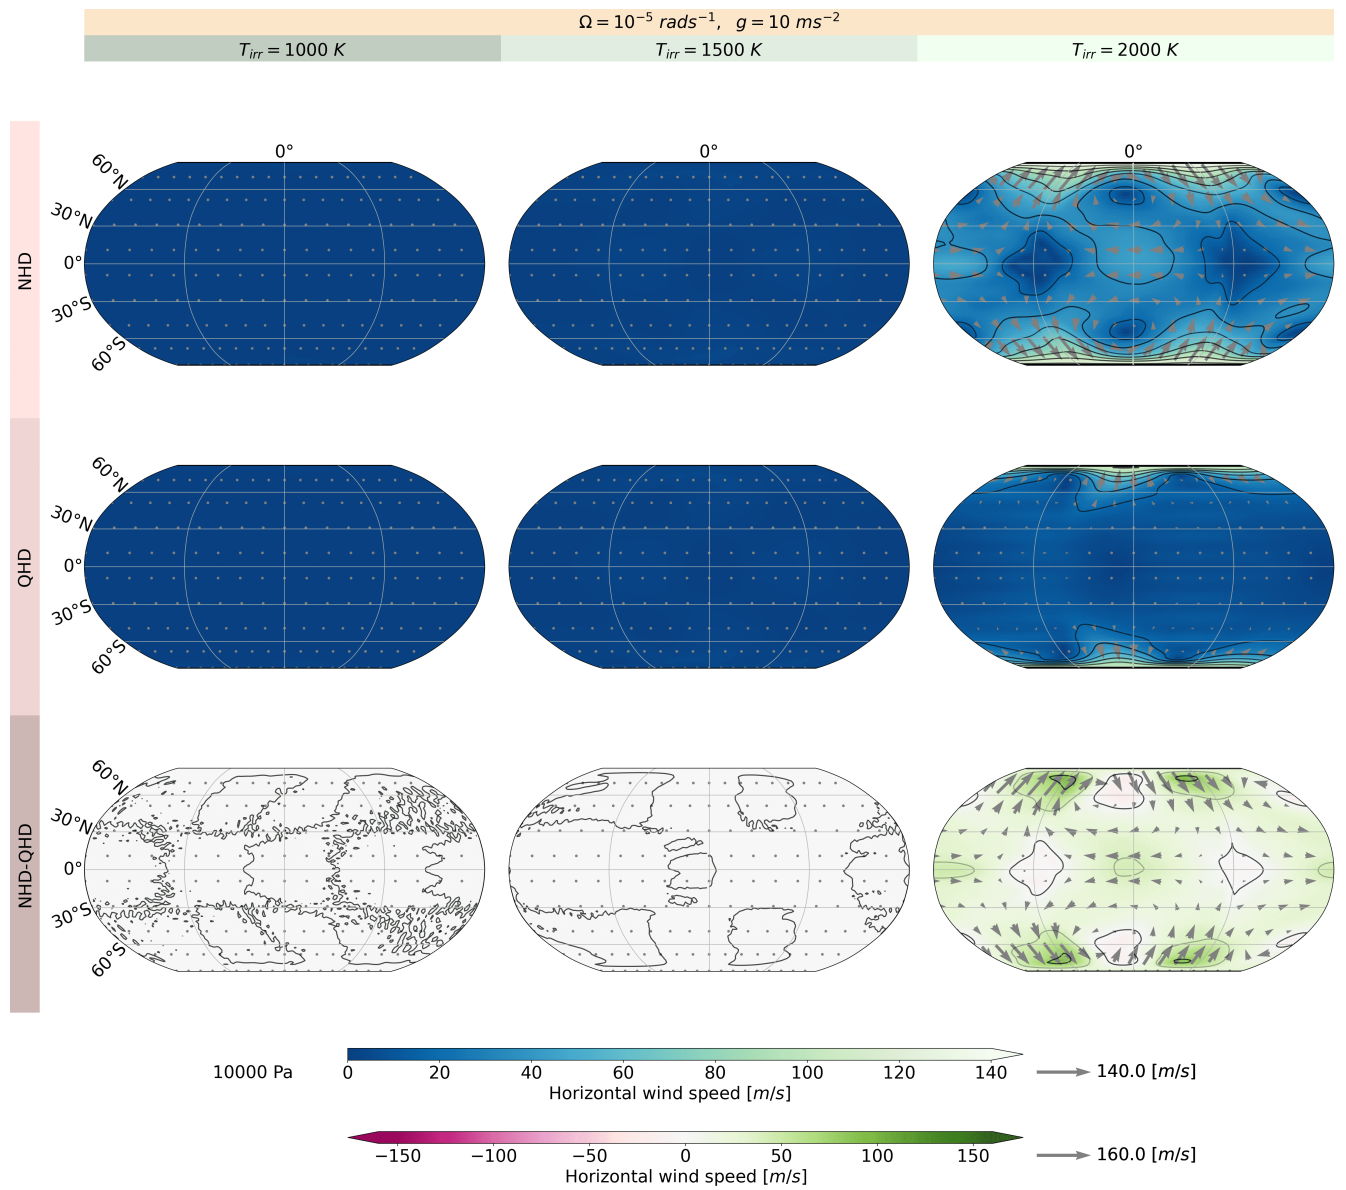 Ω = 10⁻⁵ rads⁻¹, g = 10 ms⁻²
T_irr = 1000 K T_irr = 1500 K T_irr = 2000 K
0° 0° 0°
NHD
60°N
30°N
0°
30°S
60°S
QHD
60°N
30°N
0°
30°S
60°S
NHD-QHD
60°N
30°N
0°
30°S
60°S
10000 Pa
0 20 40 60 80 100 120 140
Horizontal wind speed [m/s]
140.0 [m/s]
−150 −100 −50 0 50 100 150
Horizontal wind speed [m/s]
160.0 [m/s]